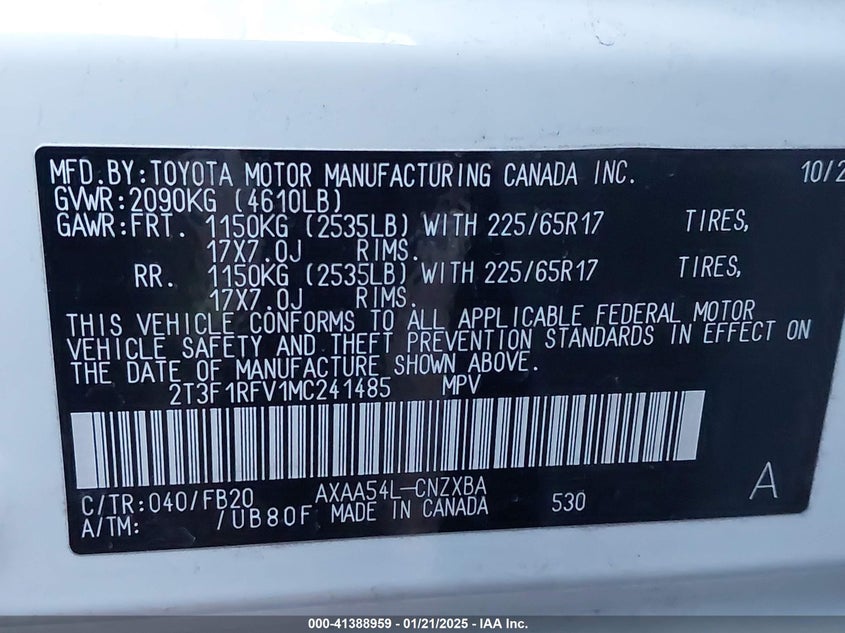 MFD.BY:TOYOTA MOTOR MANUFACTURING CANADA INC. 10/2
GVWR:2090KG (4610LB)
GAWR:FRT. 1150KG (2535LB) WITH 225/65R17 TIRES,
17X7.0J RIMS.
RR. 1150KG (2535LB) WITH 225/65R17 TIRES,
17X7.0J RIMS.
THIS VEHICLE CONFORMS TO ALL APPLICABLE FEDERAL MOTOR
VEHICLE SAFETY AND THEFT PREVENTION STANDARDS IN EFFECT ON
THE DATE OF MANUFACTURE SHOWN ABOVE.
2T3F1RFV1MC241485 MPV
C/TR:040/FB20 AXAA54L-CNZXBA 530 A
A/TM: /UB80F MADE IN CANADA
000-41388959 - 01/21/2025 - IAA Inc.